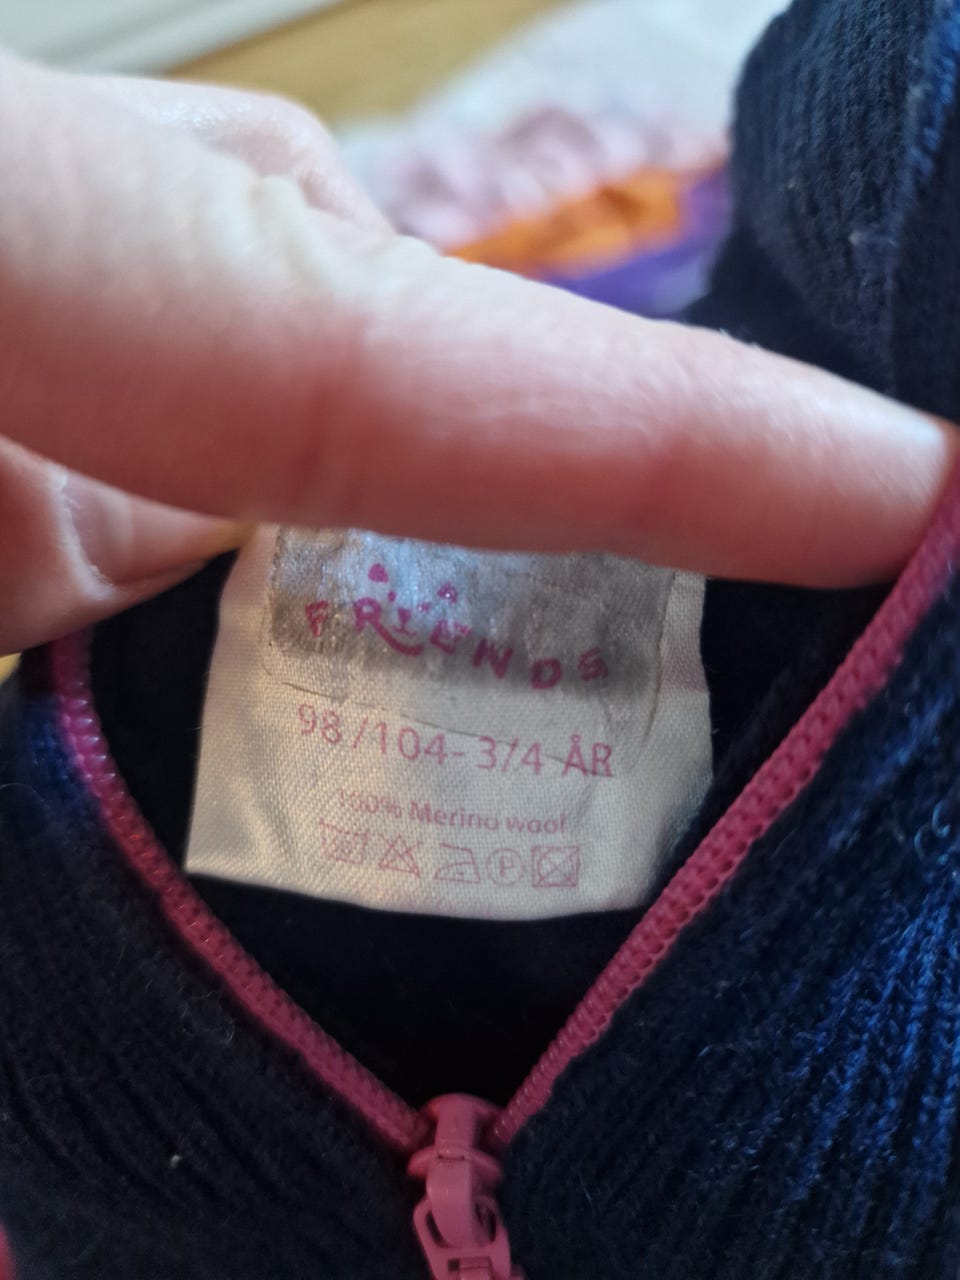 FRIENDS
98/104-3/4 ÅR
100% Merino wool
P